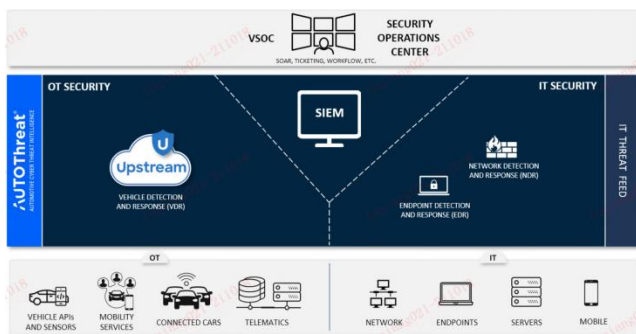 VSOC
SECURITY
OPERATIONS
CENTER
SOAR, TICKETING, WORKFLOW, ETC.
OT SECURITY
SIEM
IT SECURITY
AUTOThreat®
AUTOMOTIVE CYBER THREAT INTELLIGENCE
U
Upstream
VEHICLE DETECTION
AND RESPONSE (VDR)
NETWORK DETECTION
AND RESPONSE (NDR)
ENDPOINT DETECTION
AND RESPONSE (EDR)
IT THREAT FEED
OT
IT
VEHICLE APIs
AND SENSORS
MOBILITY
SERVICES
CONNECTED CARS
TELEMATICS
NETWORK
ENDPOINTS
SERVERS
MOBILE